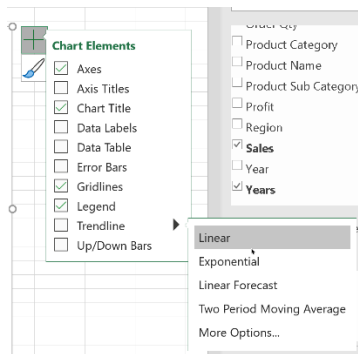 Order Qty
Product Category
Product Name
Product Sub Category
Profit
Region
Sales
Year
Years
Chart Elements
Axes
Axis Titles
Chart Title
Data Labels
Data Table
Error Bars
Gridlines
Legend
Trendline
Up/Down Bars
Linear
Exponential
Linear Forecast
Two Period Moving Average
More Options...